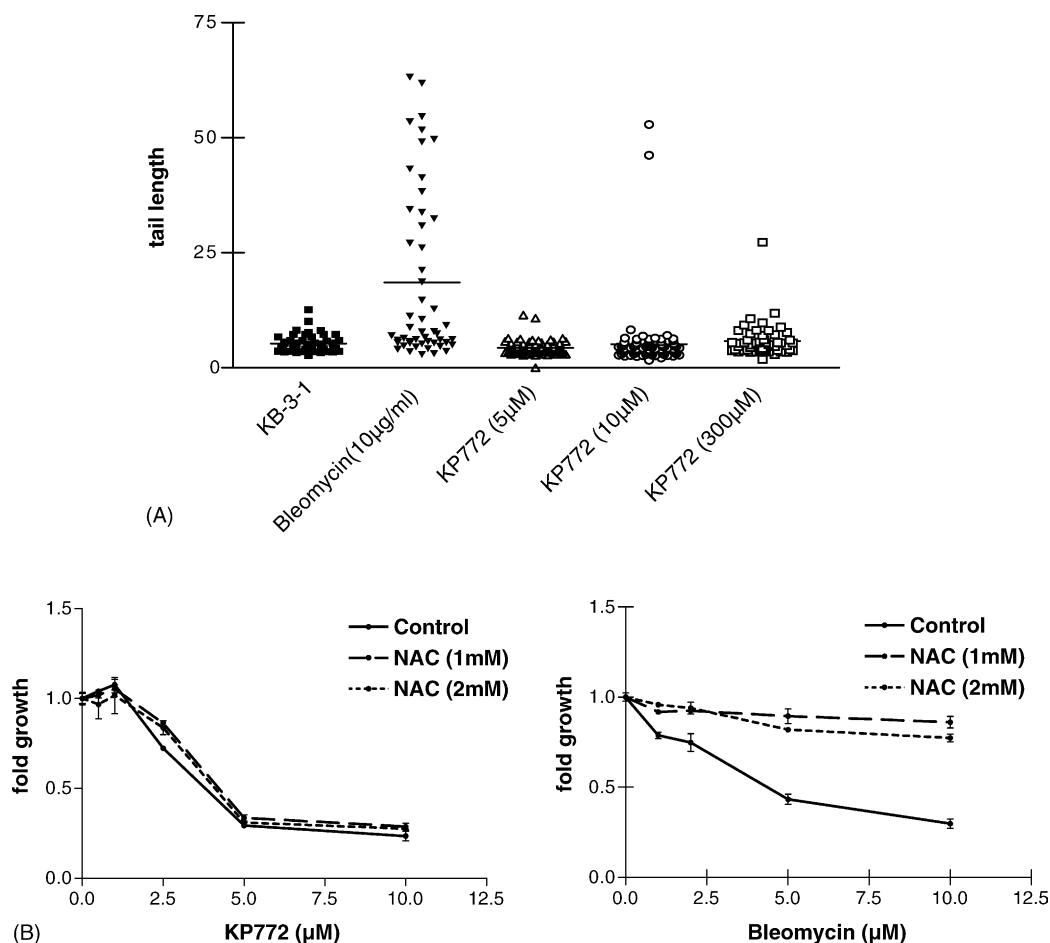 75
50
25
0
tail length
KB-3-1
Bleomycin(10µg/ml)
KP772 (5µM)
KP772 (10µM)
KP772 (300µM)
(A)
1.5
1.0
0.5
0.0
fold growth
Control
NAC (1mM)
NAC (2mM)
0.0 2.5 5.0 7.5 10.0 12.5
KP772 (µM)
1.5
1.0
0.5
0.0
fold growth
Control
NAC (1mM)
NAC (2mM)
0.0 2.5 5.0 7.5 10.0 12.5
Bleomycin (µM)
(B)